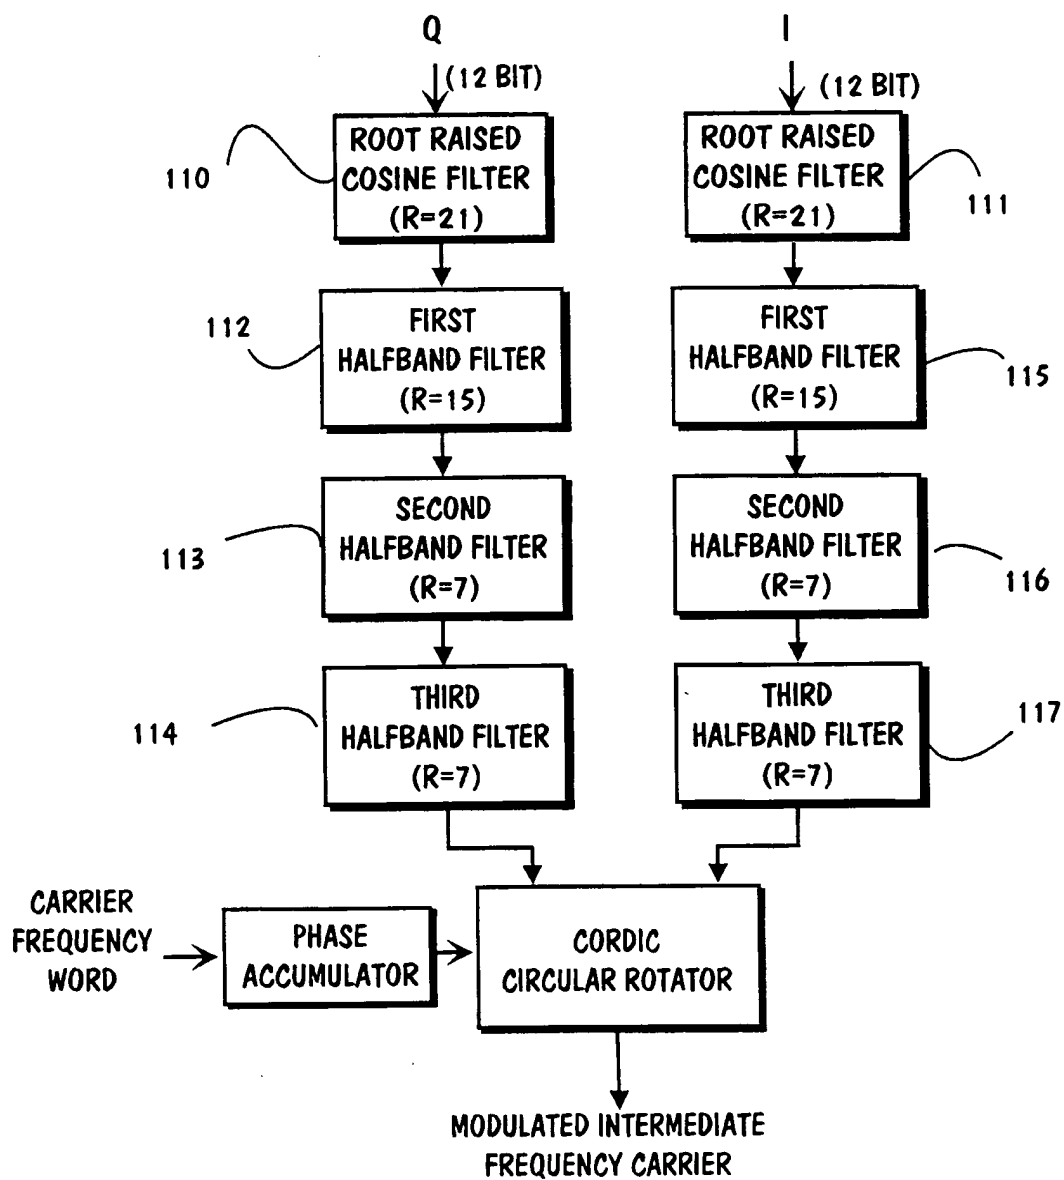 Q
I
(12 BIT)
(12 BIT)
ROOT RAISED
COSINE FILTER
(R=21)
110
ROOT RAISED
COSINE FILTER
(R=21)
111
FIRST
HALFBAND FILTER
(R=15)
112
FIRST
HALFBAND FILTER
(R=15)
115
SECOND
HALFBAND FILTER
(R=7)
113
SECOND
HALFBAND FILTER
(R=7)
116
THIRD
HALFBAND FILTER
(R=7)
114
THIRD
HALFBAND FILTER
(R=7)
117
CARRIER
FREQUENCY
WORD
PHASE
ACCUMULATOR
CORDIC
CIRCULAR ROTATOR
MODULATED INTERMEDIATE
FREQUENCY CARRIER